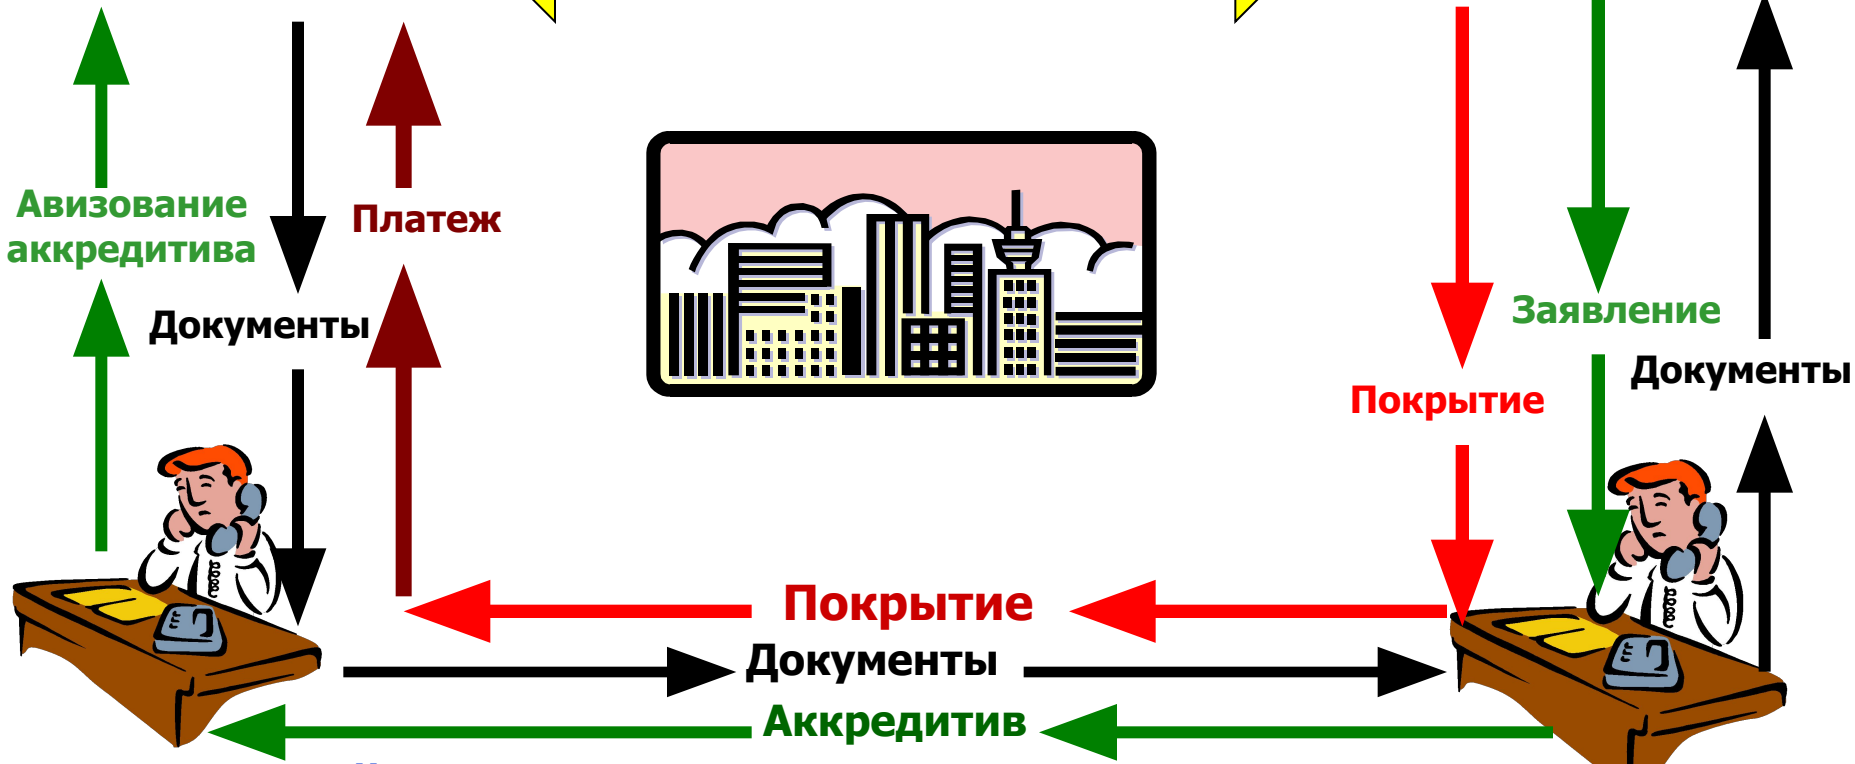 Авизование
аккредитива
Платеж
Документы
Заявление
Документы
Покрытие
Покрытие
Документы
Аккредитив